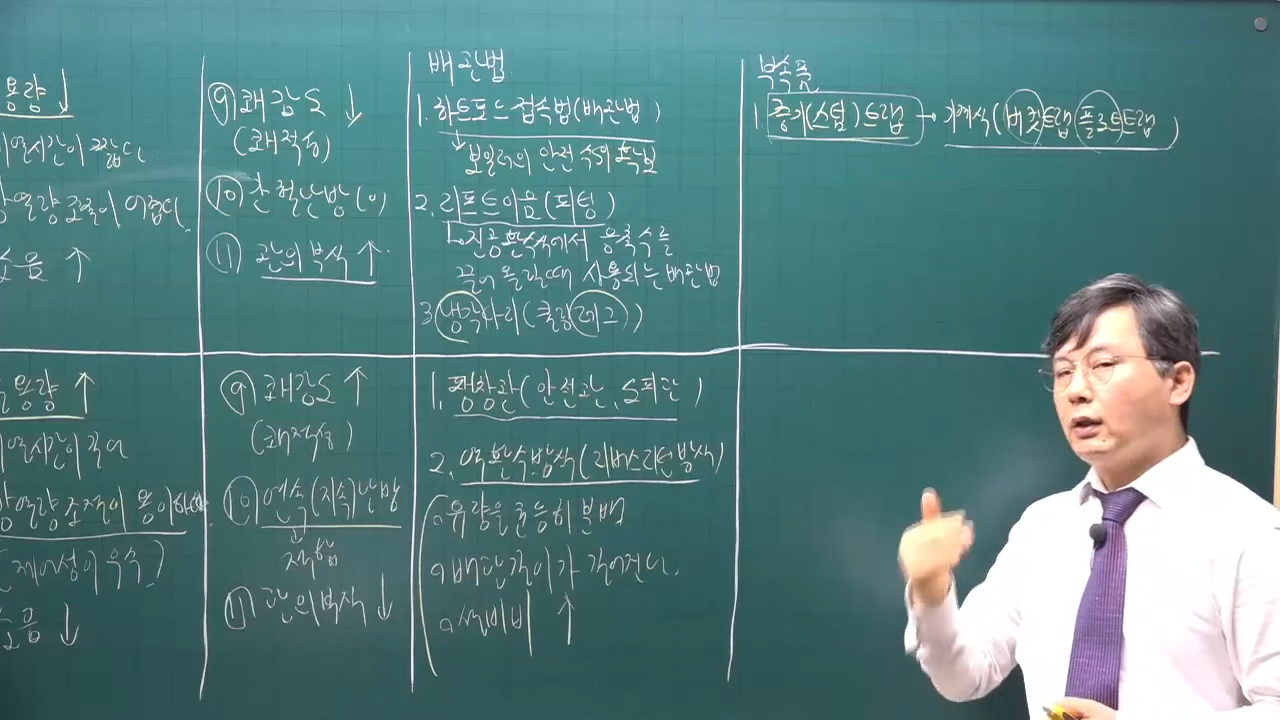 용량 ↓
예열시간이 짧다
방열량 조절이 어렵다.
소음 ↑
⑨ 쾌감도 ↓
(쾌적성)
⑩ 간헐난방(이)
⑪ 관의 부식 ↑
배관법
1. 하트포드 접속법(배관법)
↓ 보일러의 안전 수위 확보
2. 리프트이음(피팅)
↳ 진공환수식에서 응축수를
끌어 올릴때 사용되는 배관법
3 냉각다리(쿨링레그))
부속품
1. 증기(스팀)트랩 → 기계식(버킷트랩 플로트트랩)
용량 ↑
예열시간이 길어
방열량 조절이 용이하다.
(제어성이 우수)
소음 ↓
⑨ 쾌감도 ↑
(쾌적성)
⑩ 연속(지속)난방
↓
적합
⑪ 관의 부식 ↓
1. 팽창관(안전관, 도피관)
2. 역환수방식(리버스리턴방식)
유량을 균등히 분배
배관길이가 길어진다.
설비비 ↑